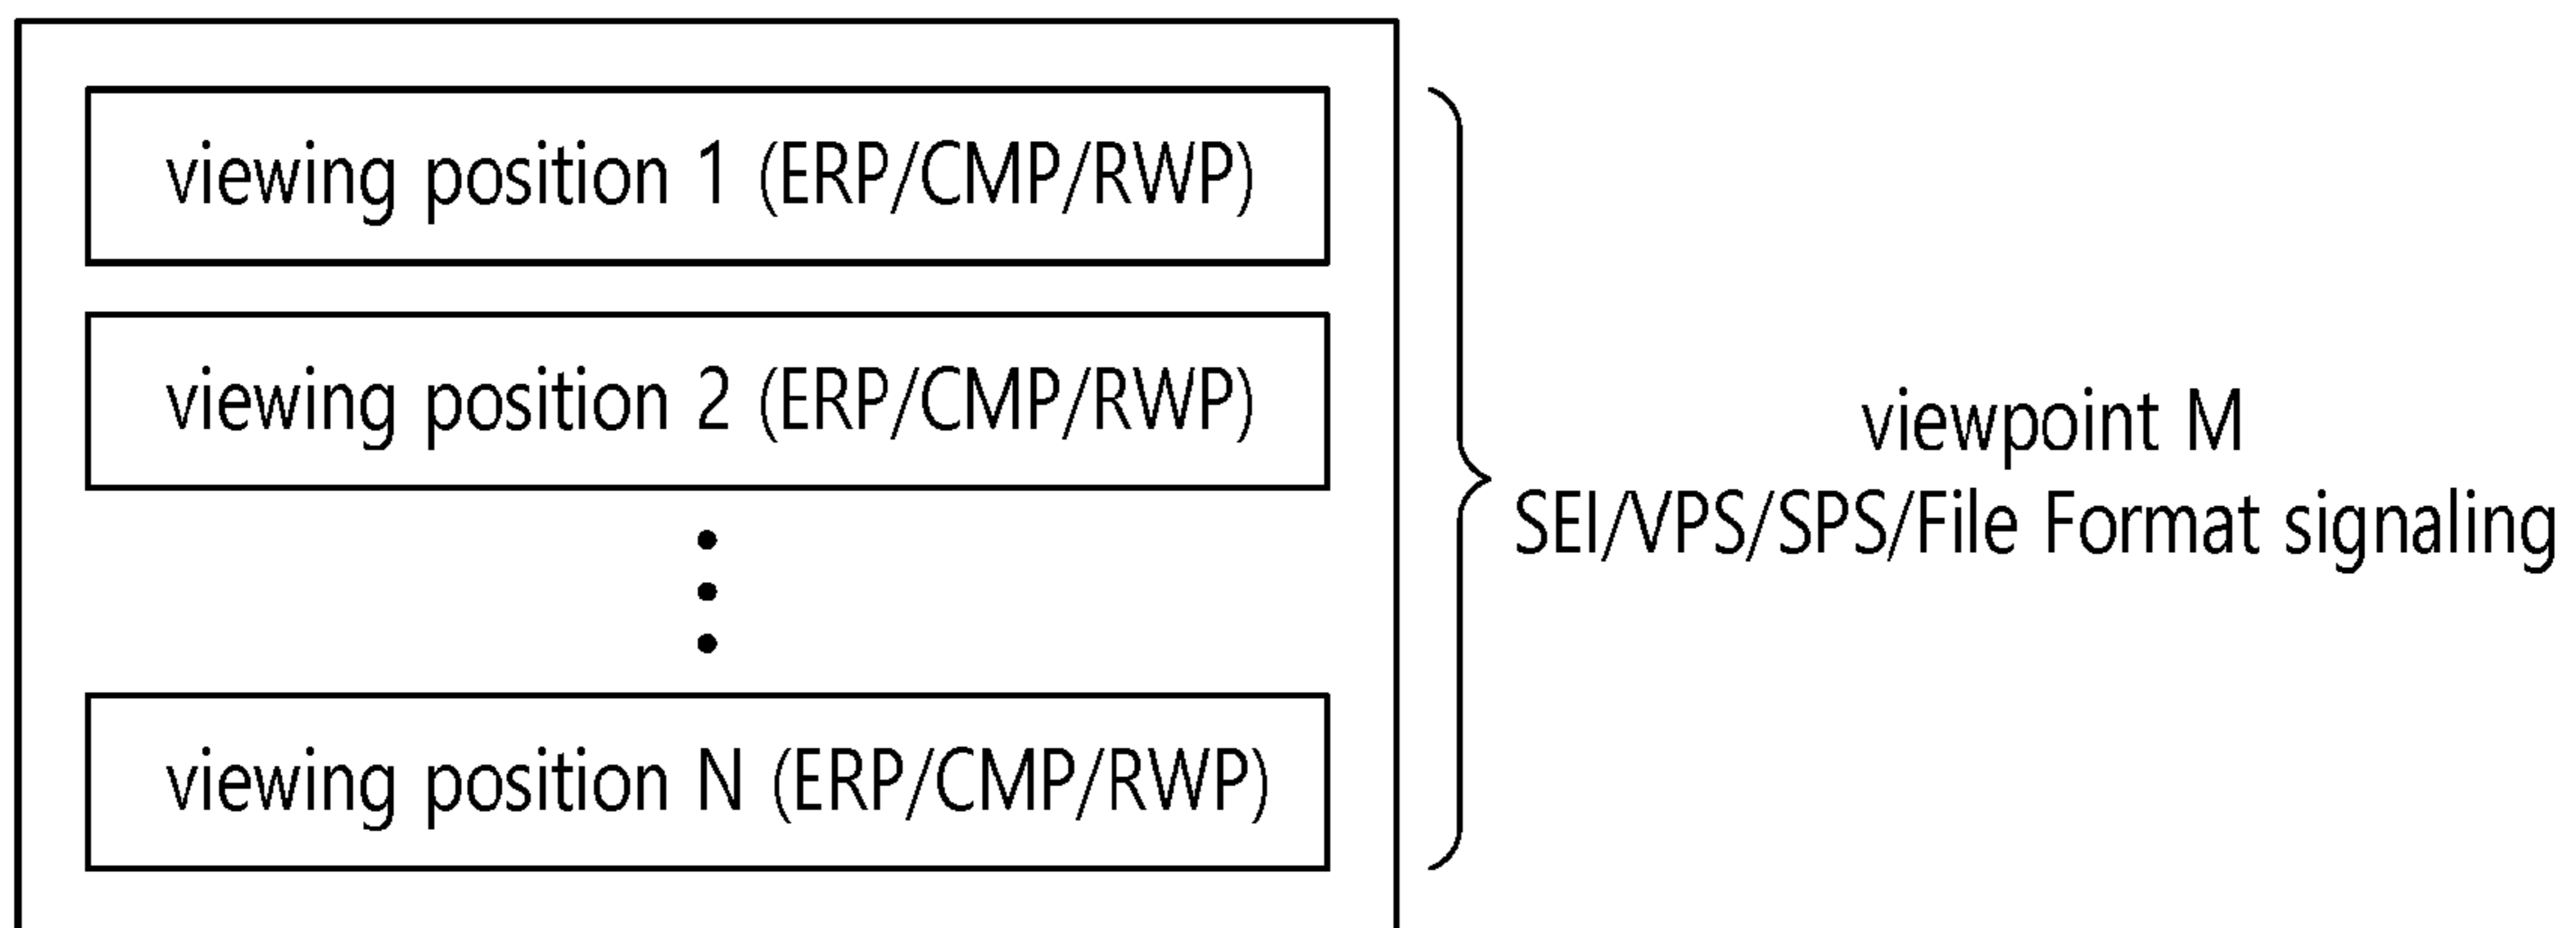 viewing position 1 (ERP/CMP/RWP)
viewing position 2 (ERP/CMP/RWP)
viewing position N (ERP/CMP/RWP)
viewpoint M
SEI/VPS/SPS/File Format signaling